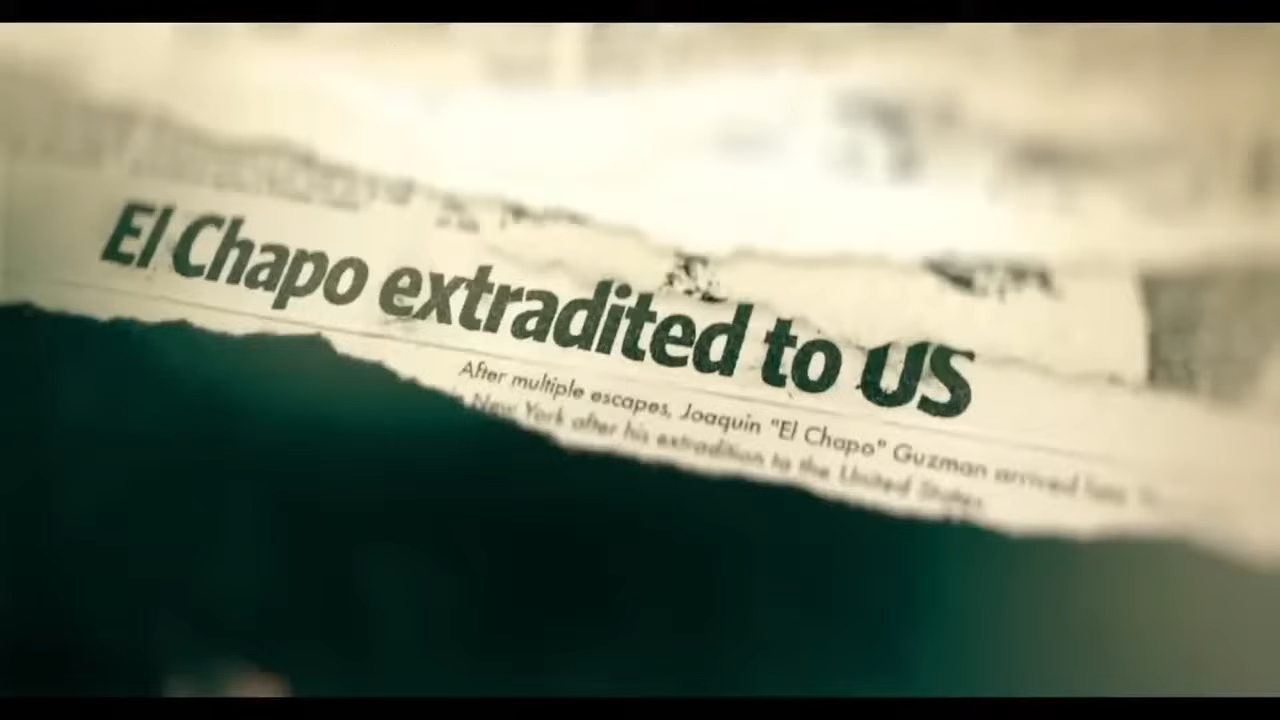 El Chapo extradited to US
After multiple escapes, Joaquin "El Chapo" Guzman arrived late
New York after his extradition to the United States